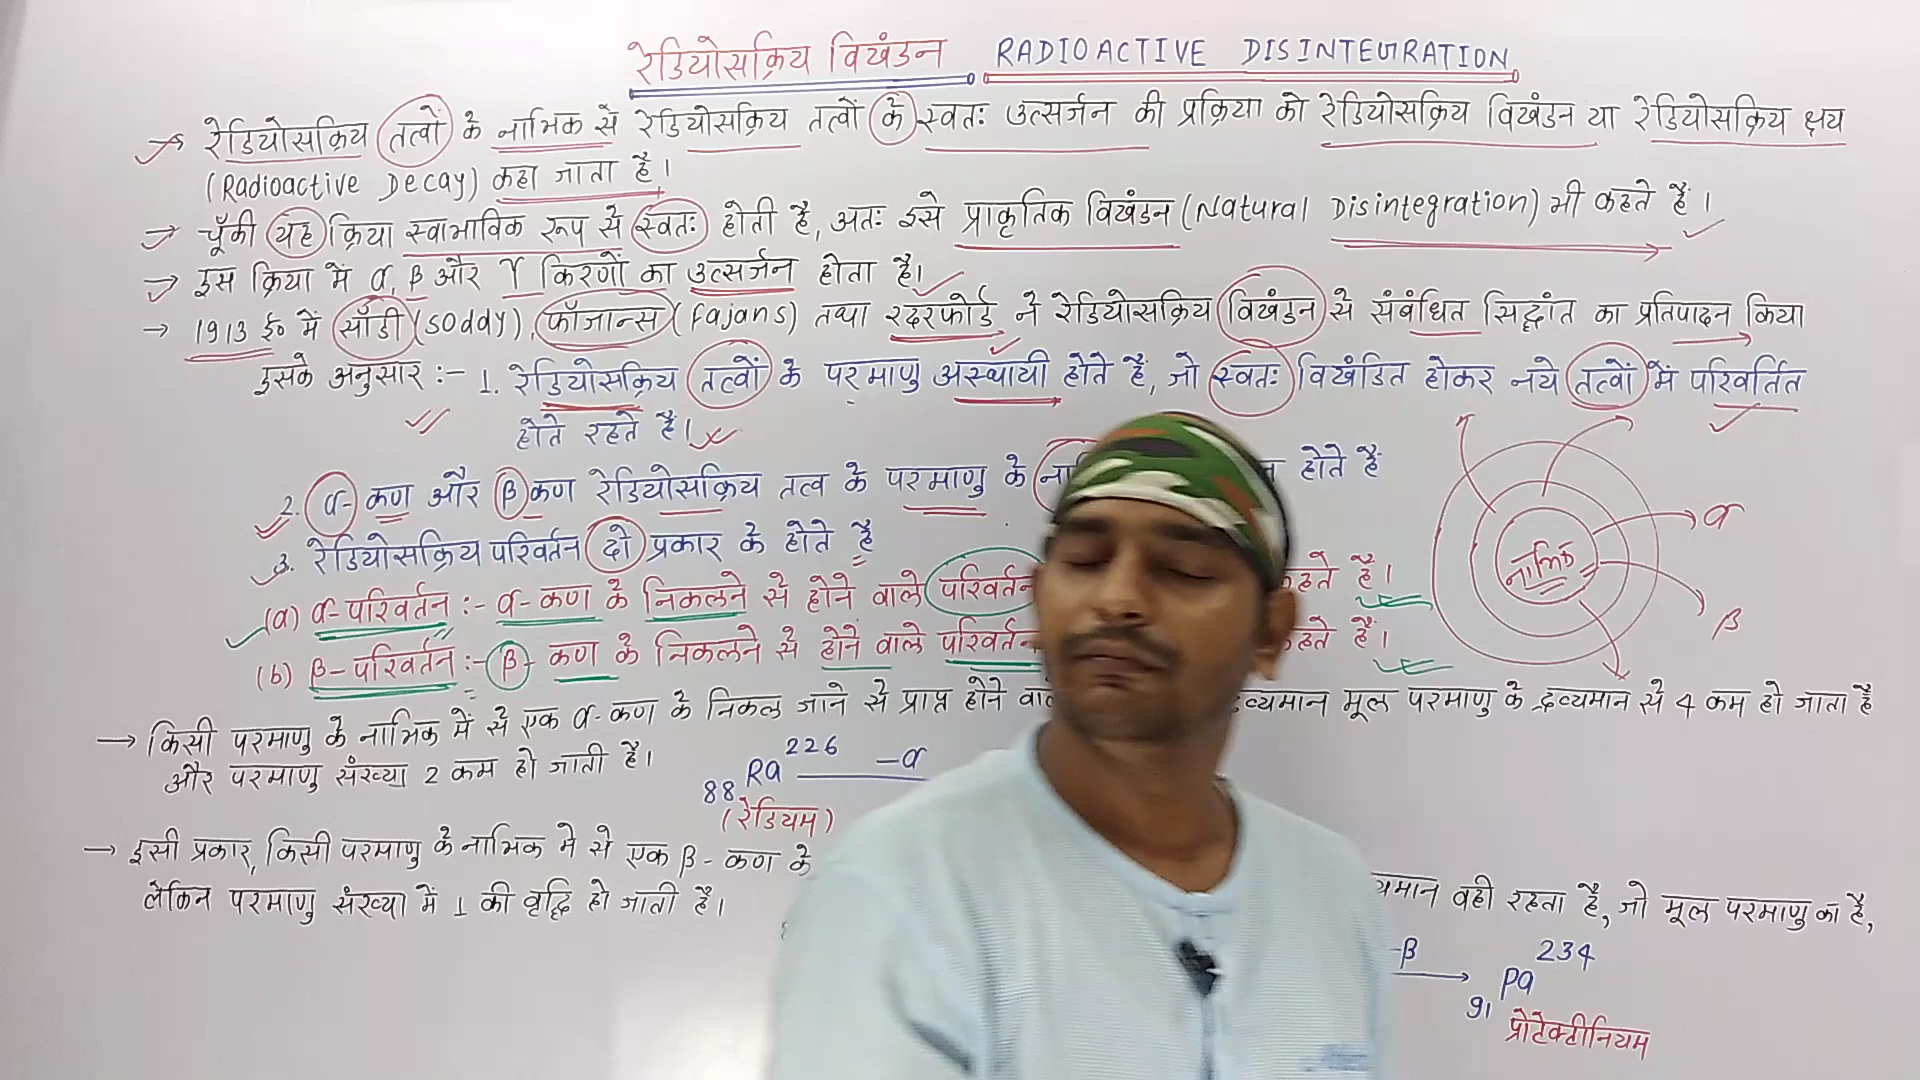 रेडियोसक्रिय विखंडन RADIOACTIVE DISINTEGRATION
→ रेडियोसक्रिय तत्वों के नाभिक से रेडियोसक्रिय तत्वों के स्वतः उत्सर्जन की प्रक्रिया को रेडियोसक्रिय विखंडन या रेडियोसक्रिय क्षय
(Radioactive Decay) कहा जाता है।
→ चूँकी यह क्रिया स्वाभाविक रूप से स्वतः होती है, अतः इसे प्राकृतिक विखंडन (Natural Disintegration) भी कहते हैं।
→ इस क्रिया में α, β और γ किरणों का उत्सर्जन होता है।
→ 1913 ई० में सॉडी (Soddy), फॉजान्स (Fajans) तथा रदरफोर्ड ने रेडियोसक्रिय विखंडन से संबंधित सिद्धांत का प्रतिपादन किया
इसके अनुसार :- 1. रेडियोसक्रिय तत्वों के परमाणु अस्थायी होते हैं, जो स्वतः विखंडित होकर नये तत्वों में परिवर्तित
होते रहते हैं।
2. α- कण और β कण रेडियोसक्रिय तत्व के परमाणु के होते हैं
3. रेडियोसक्रिय परिवर्तन दो प्रकार के होते हैं
(a) α-परिवर्तन :- α- कण के निकलने से होने वाले परिवर्तन कहते हैं।
(b) β-परिवर्तन :- β- कण के निकलने से होने वाले परिवर्तन कहते हैं।
नाभिक
α
β
→ किसी परमाणु के नाभिक में से एक α- कण के निकल जाने से प्राप्त होने द्रव्यमान मूल परमाणु के द्रव्यमान से 4 कम हो जाता है
और परमाणु संख्या 2 कम हो जाती है।
88 Ra 226 -α
(रेडियम)
→ इसी प्रकार, किसी परमाणु के नाभिक मे से एक β- कण के द्रव्यमान वही रहता है, जो मूल परमाणु का है,
लेकिन परमाणु संख्या में 1 की वृद्धि हो जाती है।
-β → 91 Pa 234
प्रोटेक्टीनियम